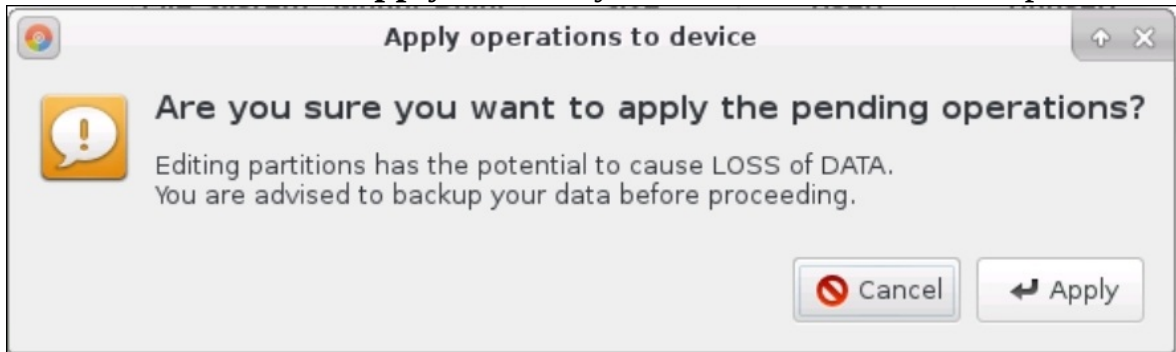 Apply operations to device
Are you sure you want to apply the pending operations?
Editing partitions has the potential to cause LOSS of DATA.
You are advised to backup your data before proceeding.
Cancel
Apply